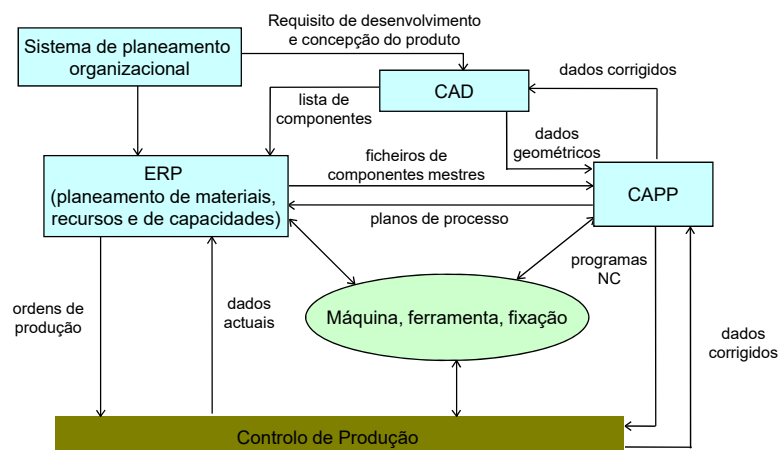 Requisito de desenvolvimento
e concepção do produto
Sistema de planeamento
organizacional
dados corrigidos
CAD
lista de
componentes
dados
geométricos
ERP
(planeamento de materiais,
recursos e de capacidades)
ficheiros de
componentes mestres
CAPP
planos de processo
programas
NC
ordens de
produção
dados
actuais
Máquina, ferramenta, fixação
dados
corrigidos
Controlo de Produção